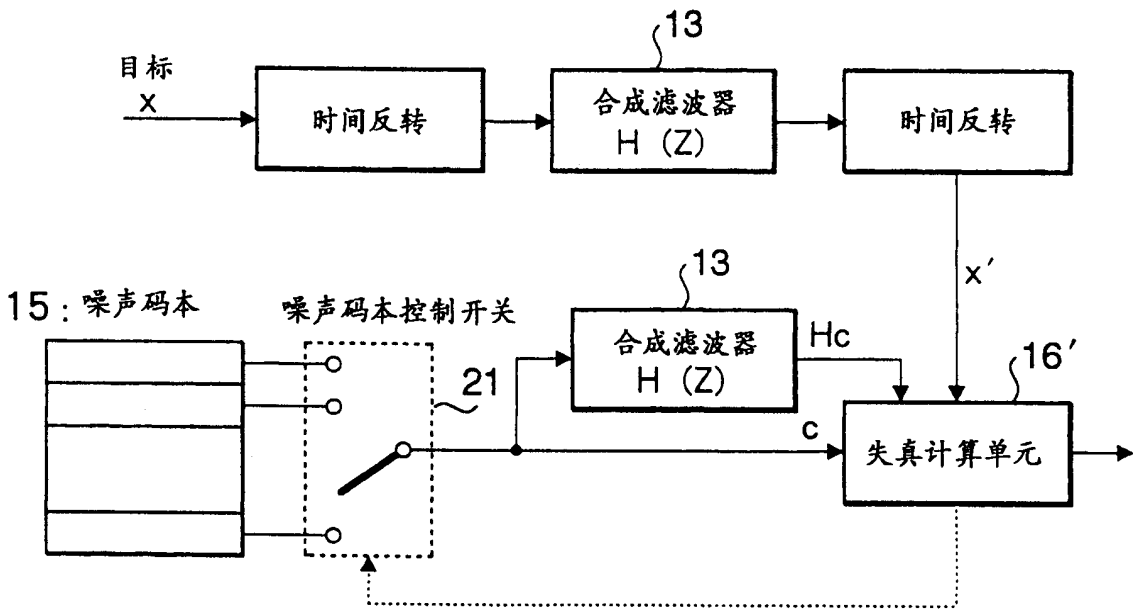 13
目标
x
时间反转
合成滤波器
H (Z)
时间反转
x′
15：噪声码本
噪声码本控制开关
21
13
合成滤波器
H (Z)
Hc
c
16′
失真计算单元